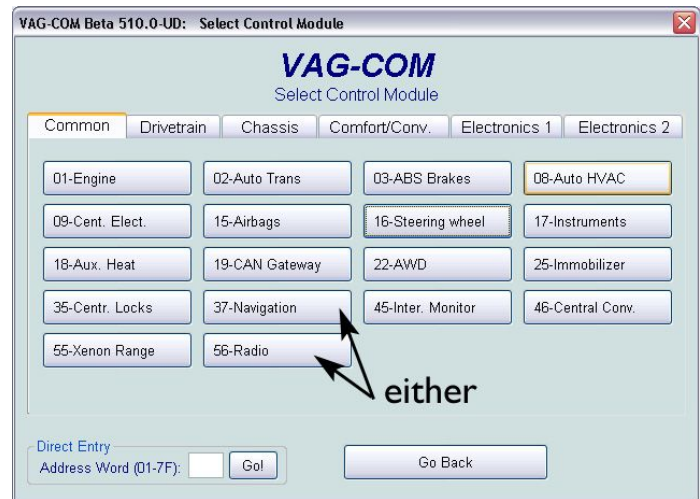 VAG-COM Beta 510.0-UD: Select Control Module
VAG-COM
Select Control Module
Common Drivetrain Chassis Comfort/Conv. Electronics 1 Electronics 2
01-Engine 02-Auto Trans 03-ABS Brakes 08-Auto HVAC
09-Cent. Elect. 15-Airbags 16-Steering wheel 17-Instruments
18-Aux. Heat 19-CAN Gateway 22-AWD 25-Immobilizer
35-Centr. Locks 37-Navigation 45-Inter. Monitor 46-Central Conv.
55-Xenon Range 56-Radio
either
Direct Entry
Address Word (01-7F): Go! Go Back